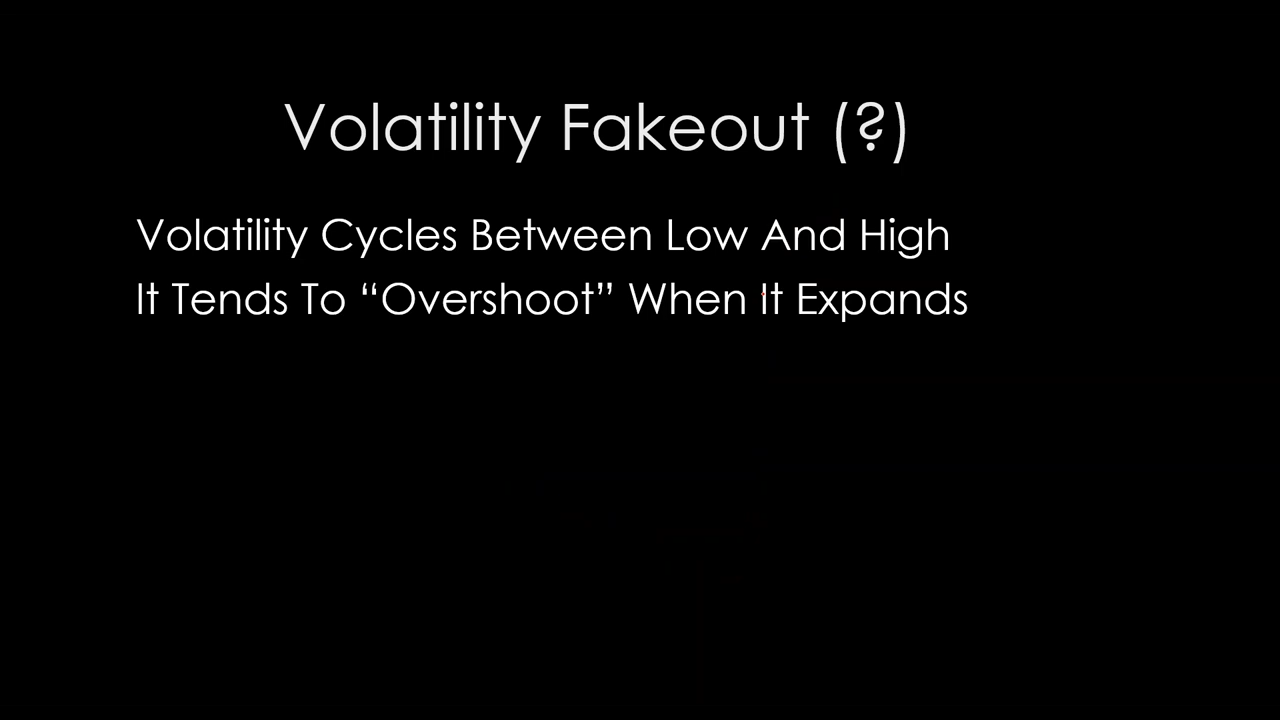 Volatility Fakeout (?)
Volatility Cycles Between Low And High
It Tends To “Overshoot” When It Expands